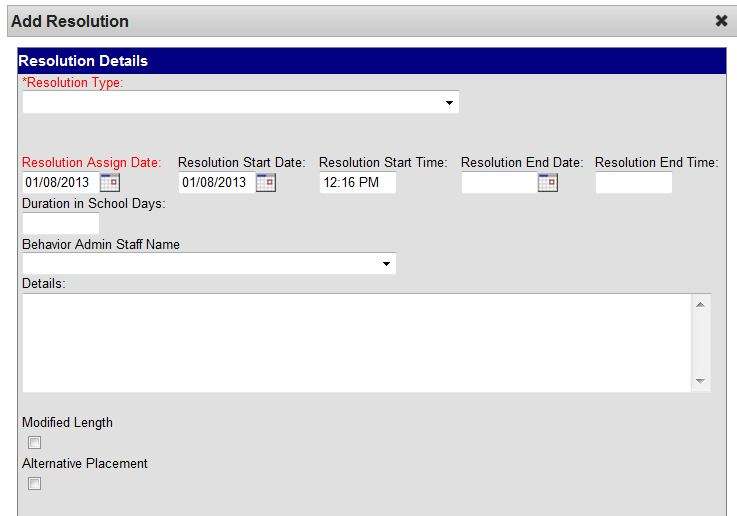 Add Resolution
Resolution Details
*Resolution Type:
Resolution Assign Date: Resolution Start Date: Resolution Start Time: Resolution End Date: Resolution End Time:
01/08/2013 01/08/2013 12:16 PM
Duration in School Days:
Behavior Admin Staff Name
Details:
Modified Length
Alternative Placement